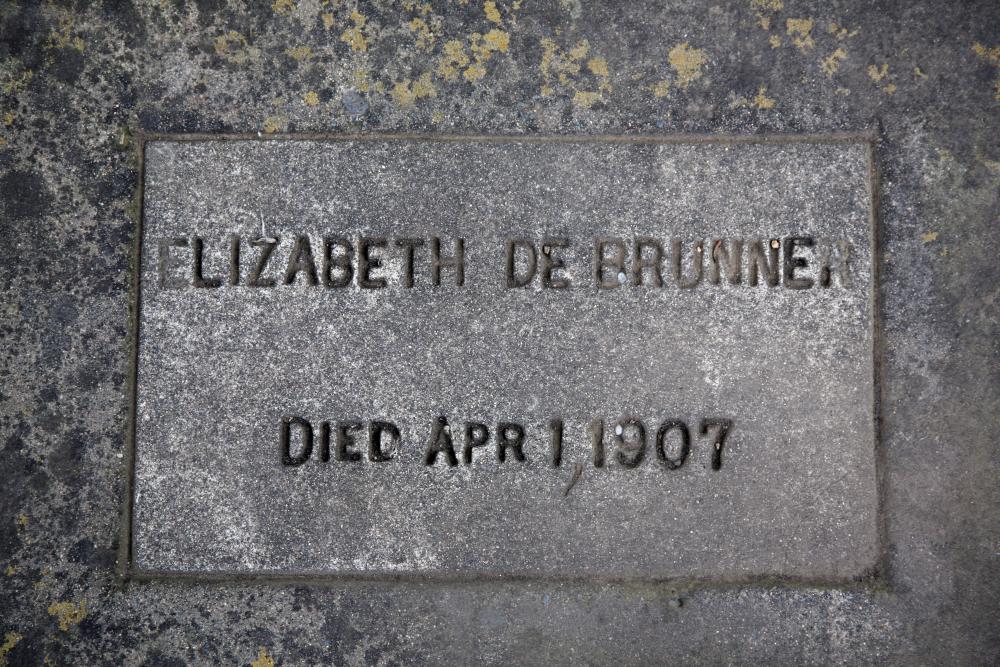 ELIZABETH DE BRUNNER
DIED APR 1, 1907